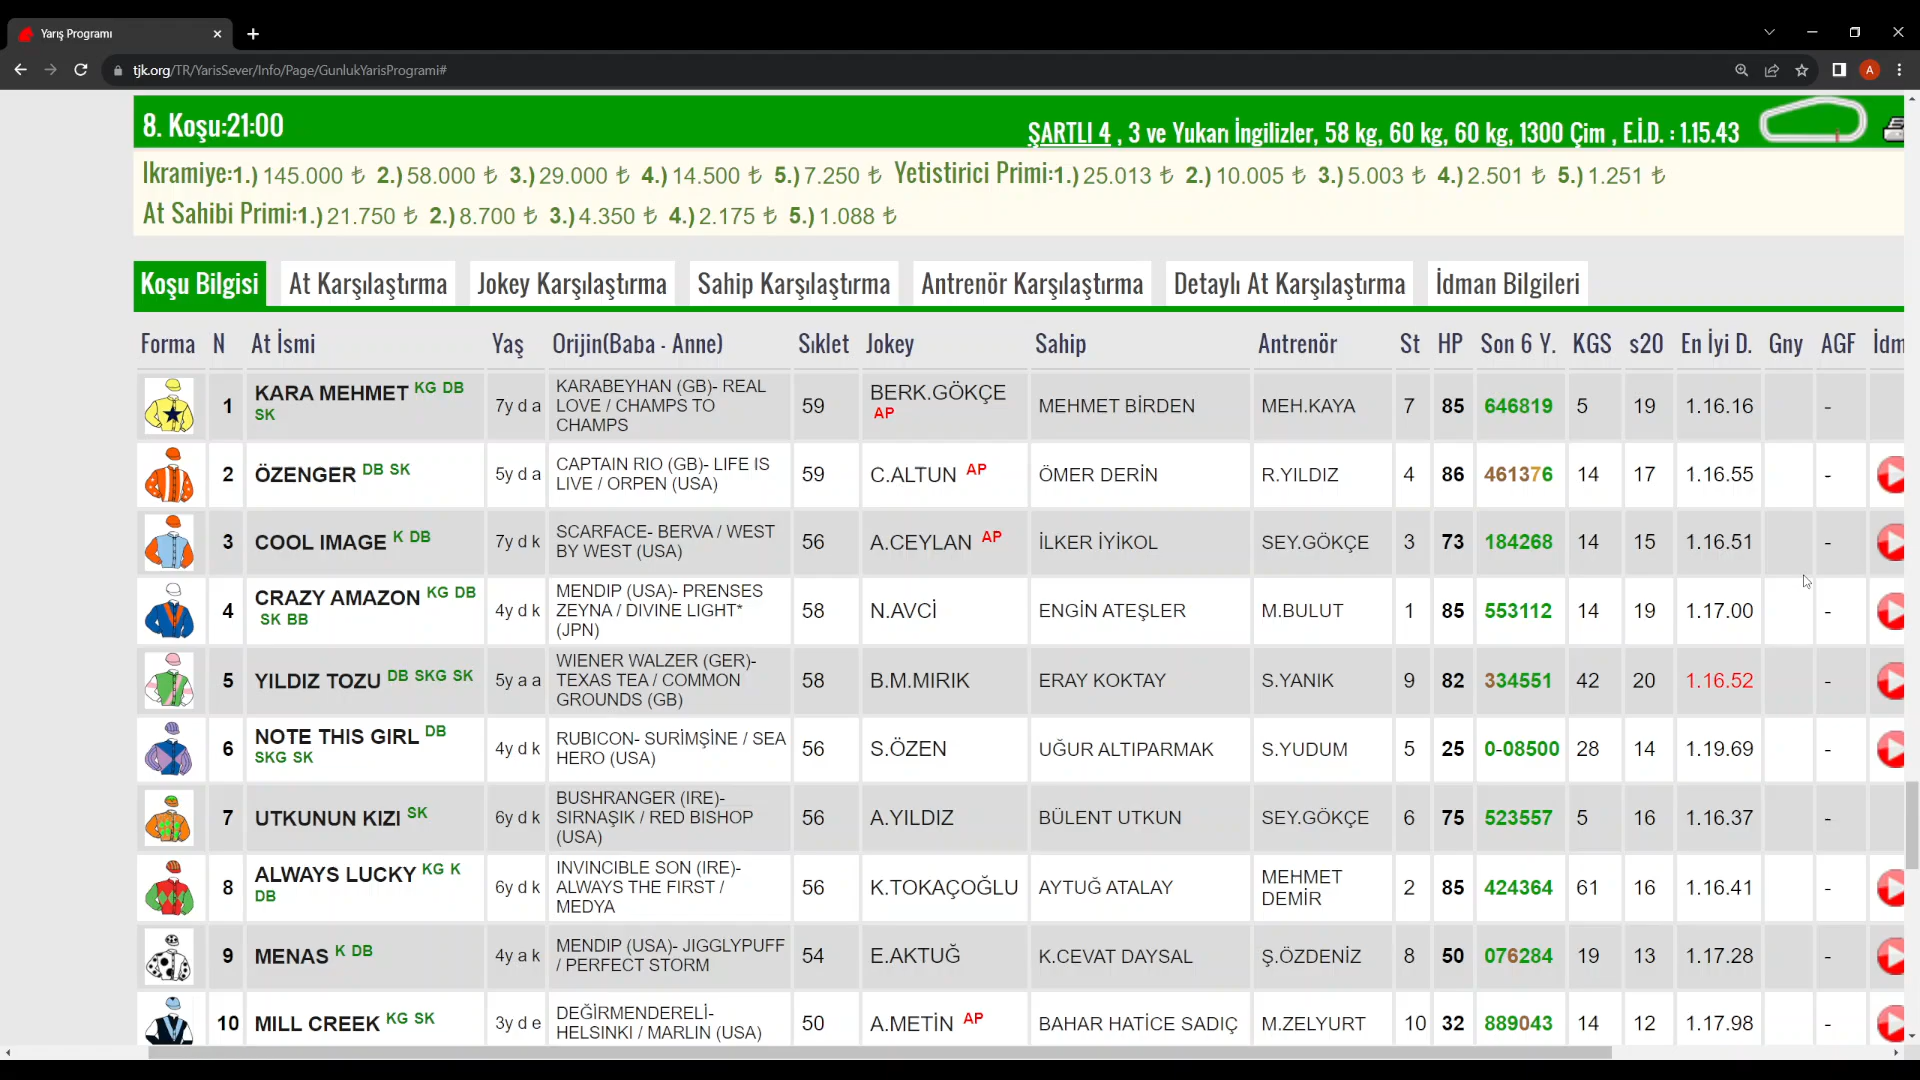 Yarış Programı
tjk.org/TR/YarisSever/Info/Page/GunlukYarisProgrami#
A
8. Koşu:21:00
ŞARTLI 4 , 3 ve Yukarı İngilizler, 58 kg, 60 kg, 60 kg, 1300 Çim , E.İ.D. : 1.15.43
Ikramiye:1.) 145.000 ₺ 2.) 58.000 ₺ 3.) 29.000 ₺ 4.) 14.500 ₺ 5.) 7.250 ₺ Yetistirici Primi:1.) 25.013 ₺ 2.) 10.005 ₺ 3.) 5.003 ₺ 4.) 2.501 ₺ 5.) 1.251 ₺
At Sahibi Primi:1.) 21.750 ₺ 2.) 8.700 ₺ 3.) 4.350 ₺ 4.) 2.175 ₺ 5.) 1.088 ₺
Koşu Bilgisi At Karşılaştırma Jokey Karşılaştırma Sahip Karşılaştırma Antrenör Karşılaştırma Detaylı At Karşılaştırma İdman Bilgileri
Forma N At İsmi Yaş Orijin(Baba - Anne) Sıklet Jokey Sahip Antrenör St HP Son 6 Y. KGS s20 En İyi D. Gny AGF İdm
1 KARA MEHMET KG DB SK 7y d a KARABEYHAN (GB)- REAL LOVE / CHAMPS TO CHAMPS 59 BERK.GÖKÇE AP MEHMET BİRDEN MEH.KAYA 7 85 646819 5 19 1.16.16 -
2 ÖZENGER DB SK 5y d a CAPTAIN RIO (GB)- LIFE IS LIVE / ORPEN (USA) 59 C.ALTUN AP ÖMER DERİN R.YILDIZ 4 86 461376 14 17 1.16.55 -
3 COOL IMAGE K DB 7y d k SCARFACE- BERVA / WEST BY WEST (USA) 56 A.CEYLAN AP İLKER İYİKOL SEY.GÖKÇE 3 73 184268 14 15 1.16.51 -
4 CRAZY AMAZON KG DB SK BB 4y d k MENDIP (USA)- PRENSES ZEYNA / DIVINE LIGHT* (JPN) 58 N.AVCİ ENGİN ATEŞLER M.BULUT 1 85 553112 14 19 1.17.00 -
5 YILDIZ TOZU DB SKG SK 5y a a WIENER WALZER (GER)- TEXAS TEA / COMMON GROUNDS (GB) 58 B.M.MIRIK ERAY KOKTAY S.YANIK 9 82 334551 42 20 1.16.52 -
6 NOTE THIS GIRL DB SKG SK 4y d k RUBICON- SURİMŞİNE / SEA HERO (USA) 56 S.ÖZEN UĞUR ALTIPARMAK S.YUDUM 5 25 0-08500 28 14 1.19.69 -
7 UTKUNUN KIZI SK 6y d k BUSHRANGER (IRE)- SIRNAŞIK / RED BISHOP (USA) 56 A.YILDIZ BÜLENT UTKUN SEY.GÖKÇE 6 75 523557 5 16 1.16.37 -
8 ALWAYS LUCKY KG K DB 6y d k INVINCIBLE SON (IRE)- ALWAYS THE FIRST / MEDYA 56 K.TOKAÇOĞLU AYTUĞ ATALAY MEHMET DEMİR 2 85 424364 61 16 1.16.41 -
9 MENAS K DB 4y a k MENDIP (USA)- JIGGLYPUFF / PERFECT STORM 54 E.AKTUĞ K.CEVAT DAYSAL Ş.ÖZDENİZ 8 50 076284 19 13 1.17.28 -
10 MILL CREEK KG SK 3y d e DEĞİRMENDERELİ- HELSINKI / MARLIN (USA) 50 A.METİN AP BAHAR HATİCE SADIÇ M.ZELYURT 10 32 889043 14 12 1.17.98 -